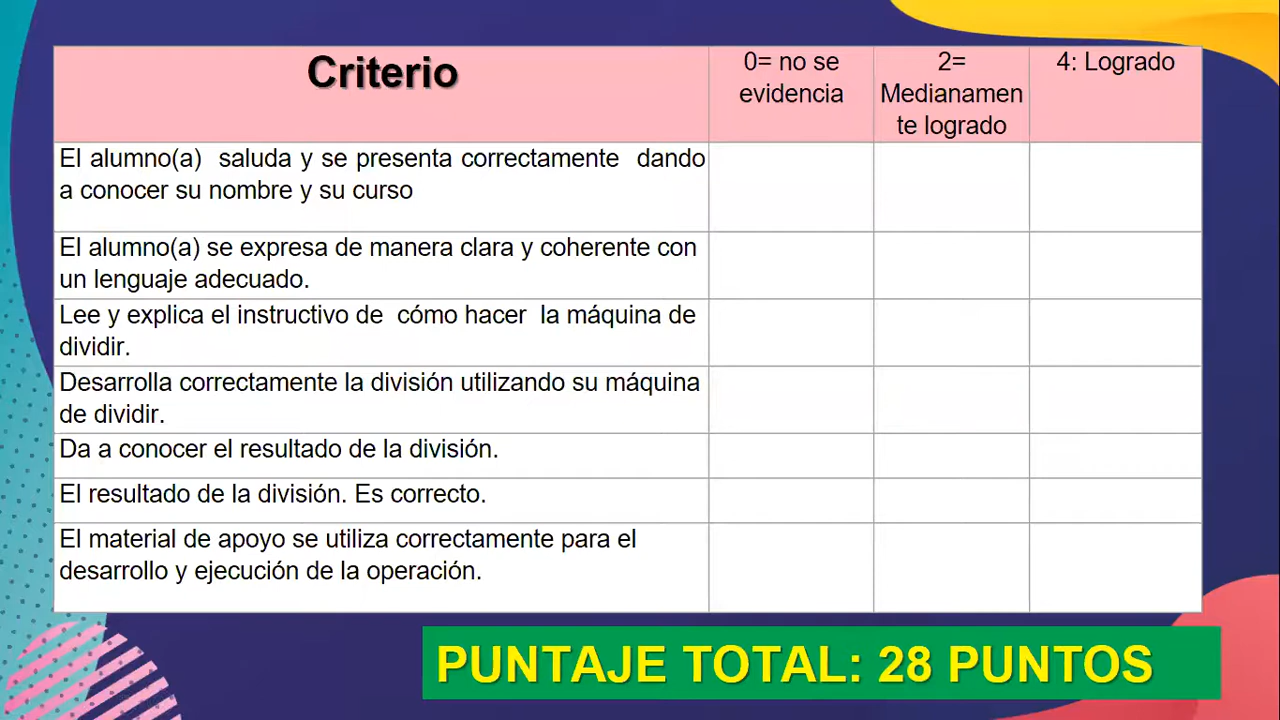 Criterio
0= no se
evidencia
2=
Medianamen
te logrado
4: Logrado
El alumno(a) saluda y se presenta correctamente dando
a conocer su nombre y su curso
El alumno(a) se expresa de manera clara y coherente con
un lenguaje adecuado.
Lee y explica el instructivo de cómo hacer la máquina de
dividir.
Desarrolla correctamente la división utilizando su máquina
de dividir.
Da a conocer el resultado de la división.
El resultado de la división. Es correcto.
El material de apoyo se utiliza correctamente para el
desarrollo y ejecución de la operación.
PUNTAJE TOTAL: 28 PUNTOS